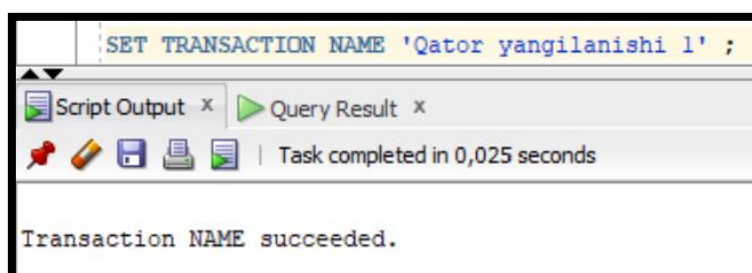 SET TRANSACTION NAME 'Qator yangilanishi 1' ;
Script Output x Query Result x
Task completed in 0,025 seconds
Transaction NAME succeeded.